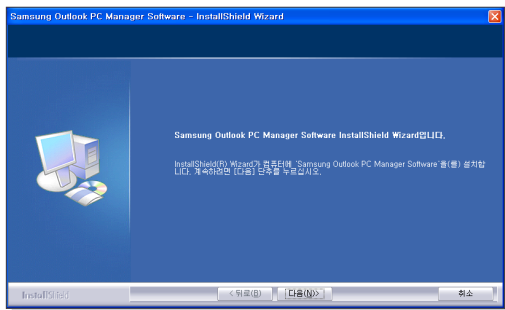 Samsung Outlook PC Manager Software - InstallShield Wizard
Samsung Outlook PC Manager Software InstallShield Wizard입니다.
InstallShield(R) Wizard가 컴퓨터에 'Samsung Outlook PC Manager Software'을(를) 설치합
니다. 계속하려면 [다음] 단추를 누르십시오.
InstallShield
< 뒤로(B)
[다음(N)>]
취소